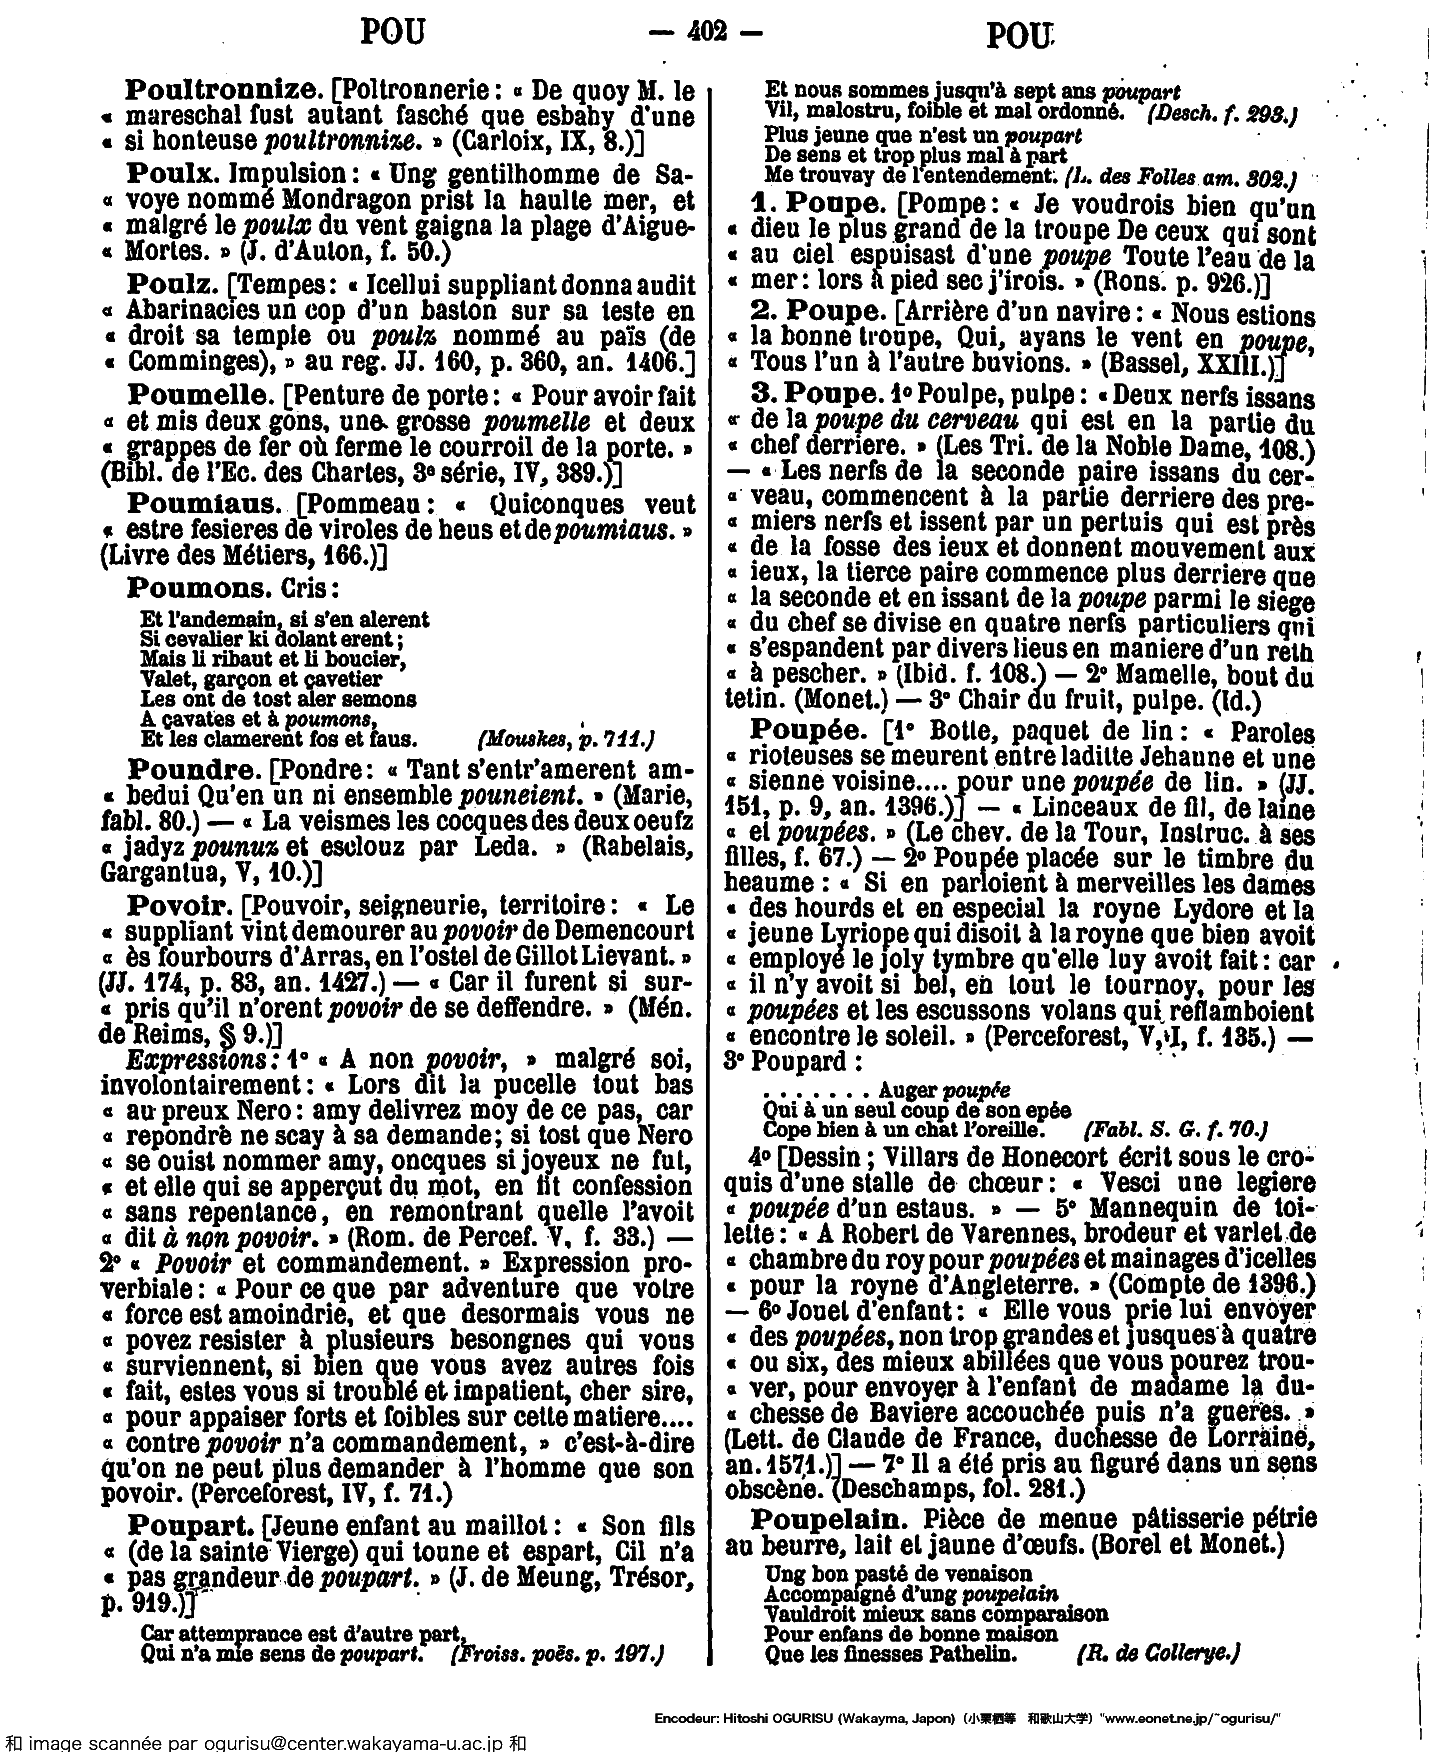 POU — 402 — POU
Poultronnize. [Poltronnerie : « De quoy M. le
« mareschal fust autant fasché que esbahy d'une
« si honteuse poultronnize. » (Carloix, IX, 8.)]
Poulx. Impulsion : « Ung gentilhomme de Sa-
« voye nommé Mondragon prist la haulte mer, et
« malgré le poulx du vent gaigna la plage d'Aigue-
« Mortes. » (J. d'Auton, f. 50.)
Poulz. [Tempes : « Icellui suppliant donna audit
« Abarinacies un cop d'un baston sur sa teste en
« droit sa temple ou poulz nommé au païs (de
« Comminges), » au reg. JJ. 160, p. 360, an. 1406.]
Poumelle. [Penture de porte : « Pour avoir fait
« et mis deux gons, une grosse poumelle et deux
« grappes de fer où ferme le courroil de la porte. »
(Bibl. de l'Ec. des Chartes, 3e série, IV, 389.)]
Poumiaus. [Pommeau : « Quiconques veut
« estre fesieres de viroles de heus et de poumiaus. »
(Livre des Métiers, 166.)]
Poumons. Cris :
Et l'andemain, si s'en alerent
Si cevalier ki dolant erent ;
Mais li ribaut et li boucier,
Valet, garçon et çavetier
Les ont de tost aler semons
A çavates et à poumons,
Et les clamerent fos et faus. (Mouskes, p. 711.)
Poundre. [Pondre : « Tant s'entr'amerent am-
« bedui Qu'en un ni ensemble pouneient. » (Marie,
fabl. 80.) — « La veismes les cocques des deux oeufz
« jadyz pounuz et esclouz par Leda. » (Rabelais,
Gargantua, V, 10.)]
Povoir. [Pouvoir, seigneurie, territoire : « Le
« suppliant vint demourer au povoir de Demencourt
« ès fourbours d'Arras, en l'ostel de Gillot Lievant. »
(JJ. 174, p. 83, an. 1427.) — « Car il furent si sur-
« pris qu'il n'orent povoir de se deffendre. » (Mén.
de Reims, § 9.)]
Expressions : 1° « A non povoir, » malgré soi,
involontairement : « Lors dit la pucelle tout bas
« au preux Nero : amy delivrez moy de ce pas, car
« repondre ne scay à sa demande ; si tost que Nero
« se ouist nommer amy, oncques si joyeux ne fut,
« et elle qui se apperçut du mot, en fit confession
« sans repentance, en remontrant quelle l'avoit
« dit à non povoir. » (Rom. de Percef. V, f. 33.) —
2° « Povoir et commandement. » Expression pro-
verbiale : « Pour ce que par adventure que votre
« force est amoindrie, et que desormais vous ne
« povez resister à plusieurs besongnes qui vous
« surviennent, si bien que vous avez autres fois
« fait, estes vous si troublé et impatient, cher sire,
« pour appaiser forts et foibles sur cette matiere....
« contre povoir n'a commandement, » c'est-à-dire
qu'on ne peut plus demander à l'homme que son
povoir. (Perceforest, IV, f. 71.)
Poupart. [Jeune enfant au maillot : « Son fils
« (de la sainte Vierge) qui toune et espart, Cil n'a
« pas grandeur de poupart. » (J. de Meung, Trésor,
p. 919.)]
Car attemprance est d'autre part,
Qui n'a mie sens de poupart. (Froiss. poës. p. 197.)
Et nous sommes jusqu'à sept ans poupart
Vil, malostru, foible et mal ordonné. (Desch. f. 293.)
Plus jeune que n'est un poupart
De sens et trop plus mal à part
Me trouvay de l'entendement. (L. des Folles am. 302.)
1. Poupe. [Pompe : « Je voudrois bien qu'un
« dieu le plus grand de la troupe De ceux qui sont
« au ciel espuisast d'une poupe Toute l'eau de la
« mer : lors à pied sec j'irois. » (Rons. p. 926.)]
2. Poupe. [Arrière d'un navire : « Nous estions
« la bonne troupe, Qui, ayans le vent en poupe,
« Tous l'un à l'autre buvions. » (Bassel, XXIII.)]
3. Poupe. 1° Poulpe, pulpe : « Deux nerfs issans
« de la poupe du cerveau qui est en la partie du
« chef derriere. » (Les Tri. de la Noble Dame, 108.)
— « Les nerfs de la seconde paire issans du cer-
« veau, commencent à la partie derriere des pre-
« miers nerfs et issent par un pertuis qui est près
« de la fosse des ieux et donnent mouvement aux
« ieux, la tierce paire commence plus derriere que
« la seconde et en issant de la poupe parmi le siege
« du chef se divise en quatre nerfs particuliers qui
« s'espandent par divers lieus en maniere d'un reth
« à pescher. » (Ibid. f. 108.) — 2° Mamelle, bout du
tetin. (Monet.) — 3° Chair du fruit, pulpe. (Id.)
Poupée. [1° Botte, paquet de lin : « Paroles
« rioteuses se meurent entre laditte Jehaune et une
« sienne voisine.... pour une poupée de lin. » (JJ.
151, p. 9, an. 1396.)] — « Linceaux de fil, de laine
« et poupées. » (Le chev. de la Tour, Instruc. à ses
filles, f. 67.) — 2° Poupée placée sur le timbre du
heaume : « Si en parloient à merveilles les dames
« des hourds et en especial la royne Lydore et la
« jeune Lyriope qui disoit à la royne que bien avoit
« employé le joly tymbre qu'elle luy avoit fait : car
« il n'y avoit si bel, en tout le tournoy, pour les
« poupées et les escussons volans qui reflamboient
« encontre le soleil. » (Perceforest, V, I, f. 135.) —
3° Poupard :
. . . . . . . Auger poupée
Qui à un seul coup de son epée
Cope bien à un chat l'oreille. (Fabl. S. G. f. 70.)
4° [Dessin ; Villars de Honecort écrit sous le cro-
quis d'une stalle de chœur : « Vesci une legiere
« poupée d'un estaus. » — 5° Mannequin de toi-
lette : « A Robert de Varennes, brodeur et varlet de
« chambre du roy pour poupées et mainages d'icelles
« pour la royne d'Angleterre. » (Compte de 1396.)
— 6° Jouet d'enfant : « Elle vous prie lui envoyer
« des poupées, non trop grandes et jusques à quatre
« ou six, des mieux abillées que vous pourez trou-
« ver, pour envoyer à l'enfant de madame la du-
« chesse de Baviere accouchée puis n'a gueres. »
(Lett. de Claude de France, duchesse de Lorraine,
an. 1571.)] — 7° Il a été pris au figuré dans un sens
obscène. (Deschamps, fol. 281.)
Poupelain. Pièce de menue pâtisserie pétrie
au beurre, lait et jaune d'œufs. (Borel et Monet.)
Ung bon pasté de venaison
Accompaigné d'ung poupelain
Vauldroit mieux sans comparaison
Pour enfans de bonne maison
Que les finesses Pathelin. (R. de Collerye.)
Encodeur: Hitoshi OGURISU (Wakayma, Japon) (小栗栖等 和歌山大学) "www.eonet.ne.jp/~ogurisu/"
和 image scannée par ogurisu@center.wakayama-u.ac.jp 和